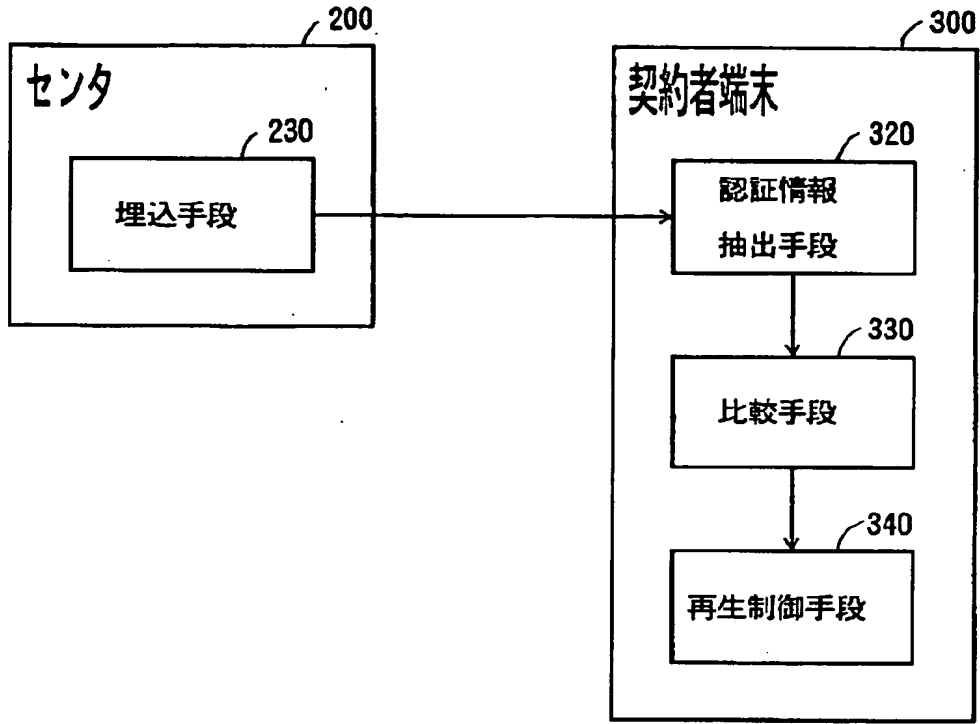 200
センタ
230
埋込手段
300
契約者端末
320
認証情報
抽出手段
330
比較手段
340
再生制御手段